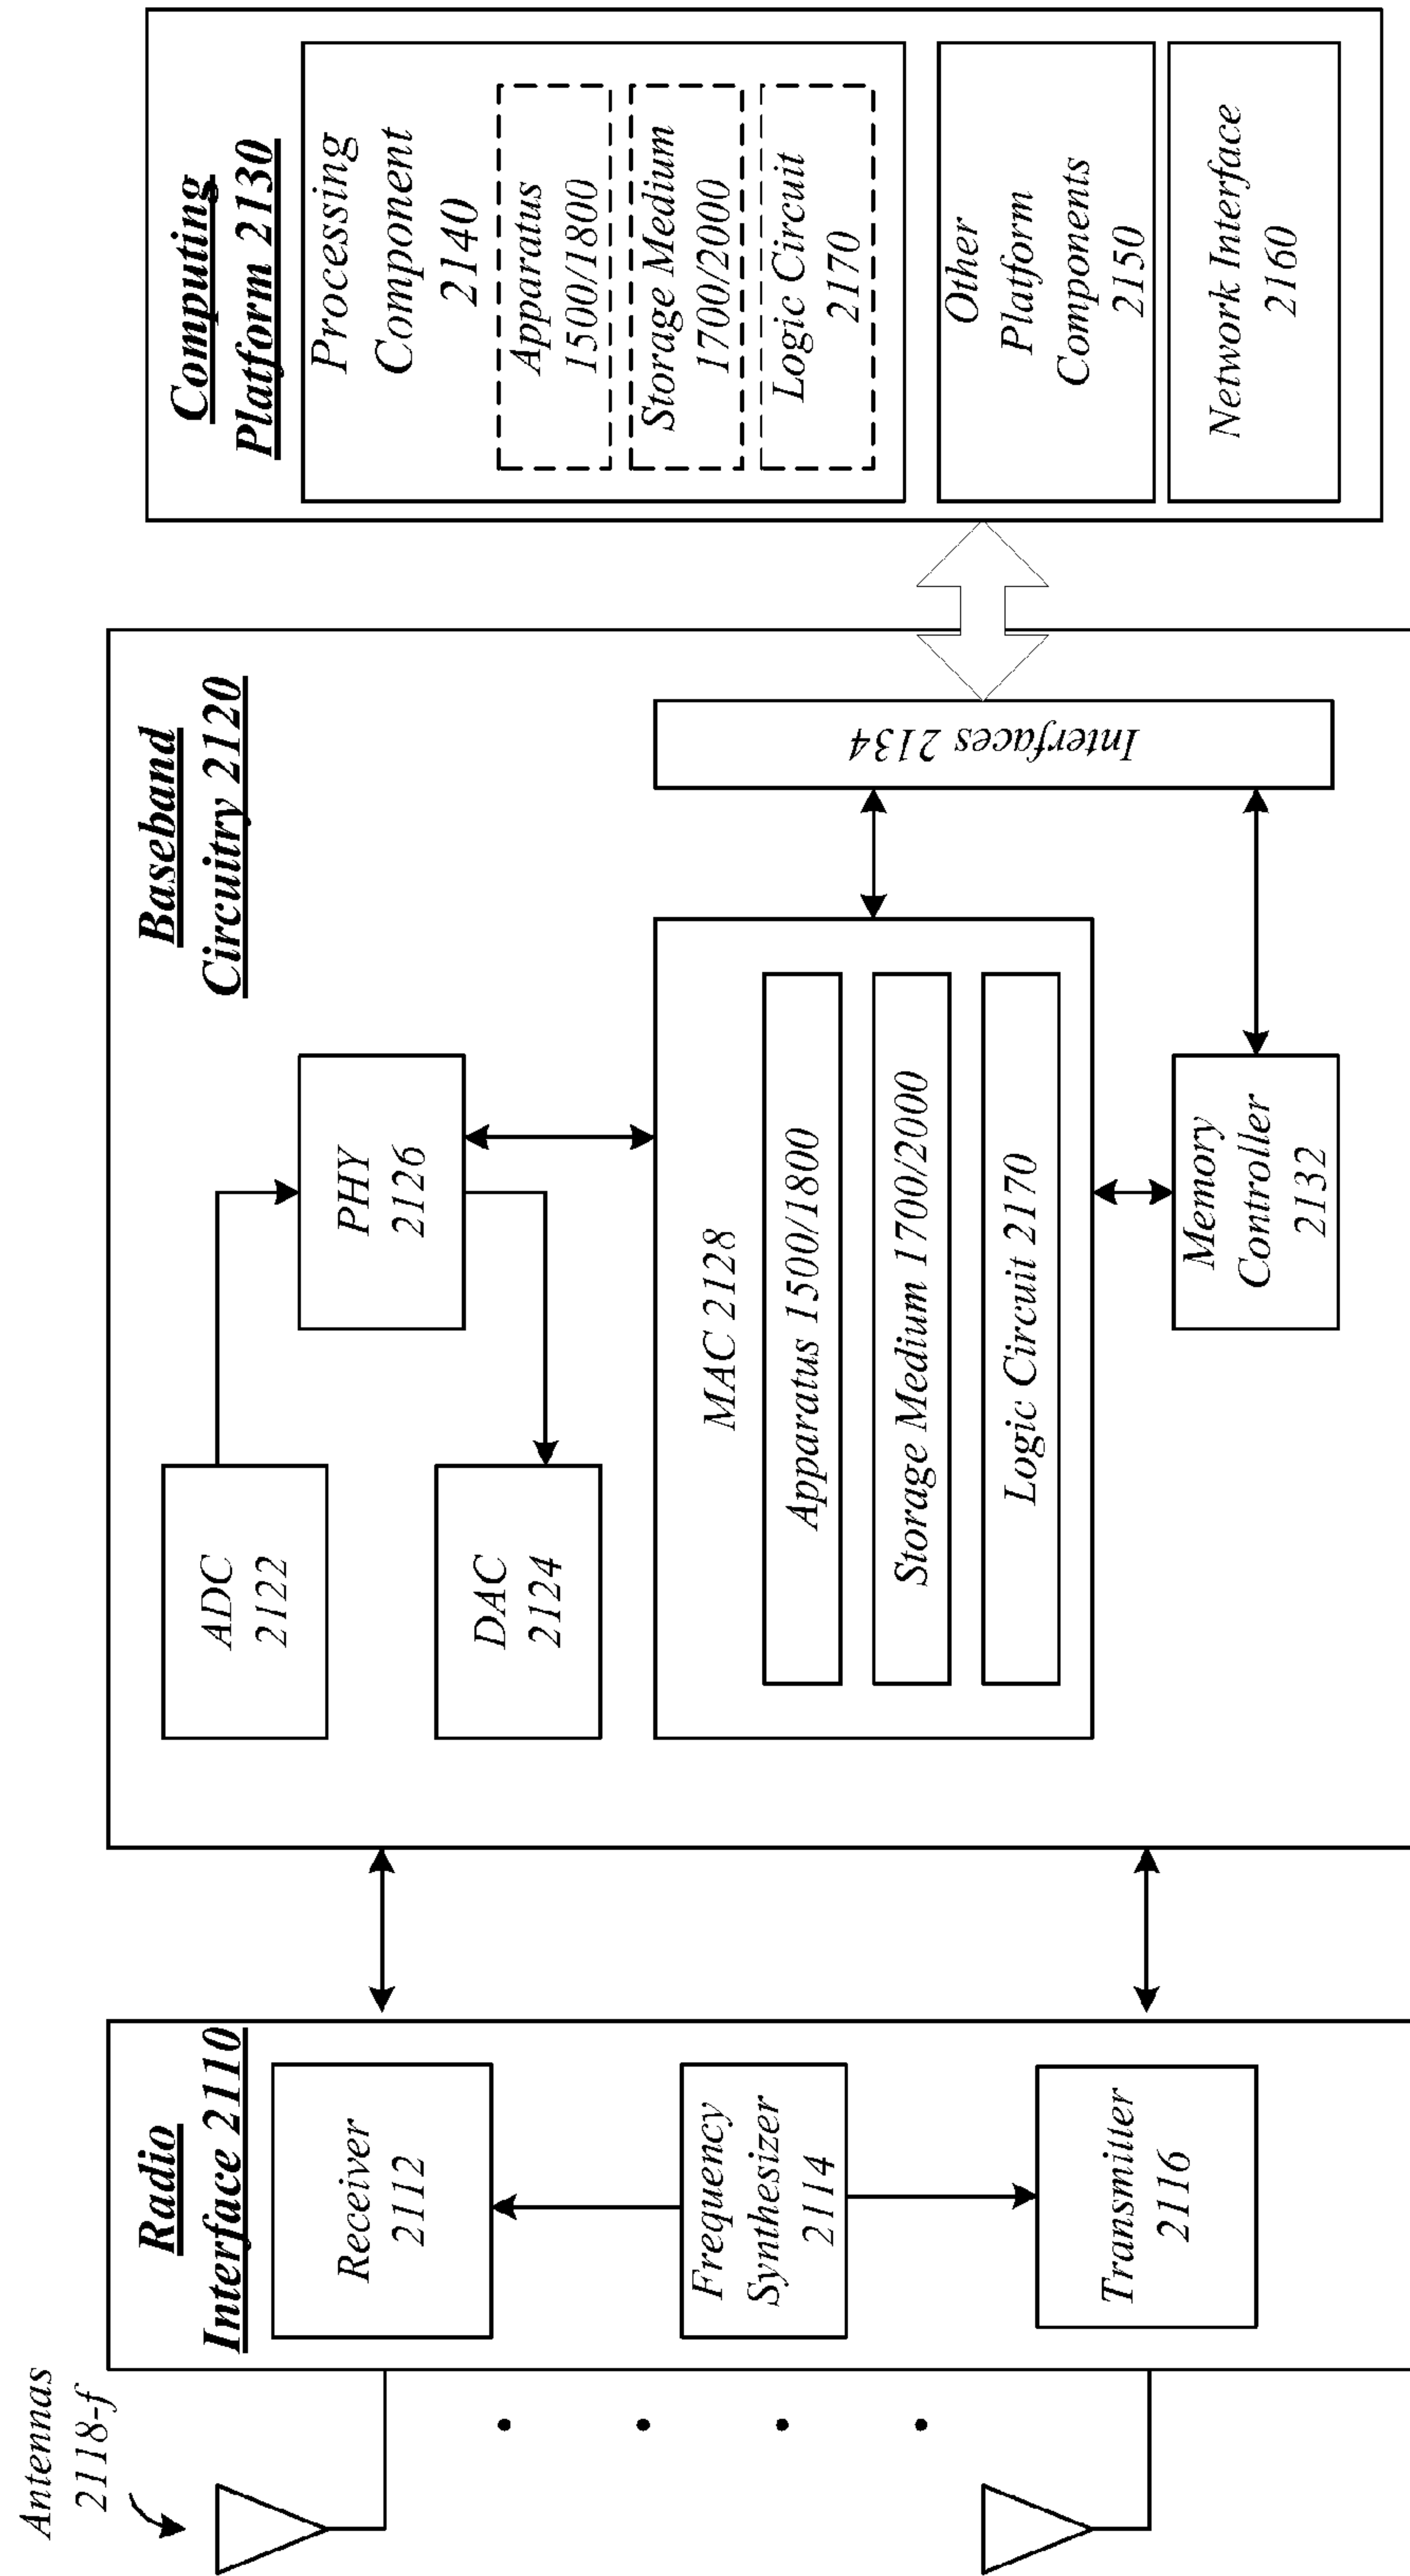 Antennas
2118-f
Radio
Interface 2110
Receiver
2112
Frequency
Synthesizer
2114
Transmitter
2116
Baseband
Circuitry 2120
ADC
2122
DAC
2124
PHY
2126
MAC 2128
Apparatus 1500/1800
Storage Medium 1700/2000
Logic Circuit 2170
Memory
Controller
2132
Interfaces 2134
Computing
Platform 2130
Processing
Component
2140
Apparatus
1500/1800
Storage Medium
1700/2000
Logic Circuit
2170
Other
Platform
Components
2150
Network Interface
2160